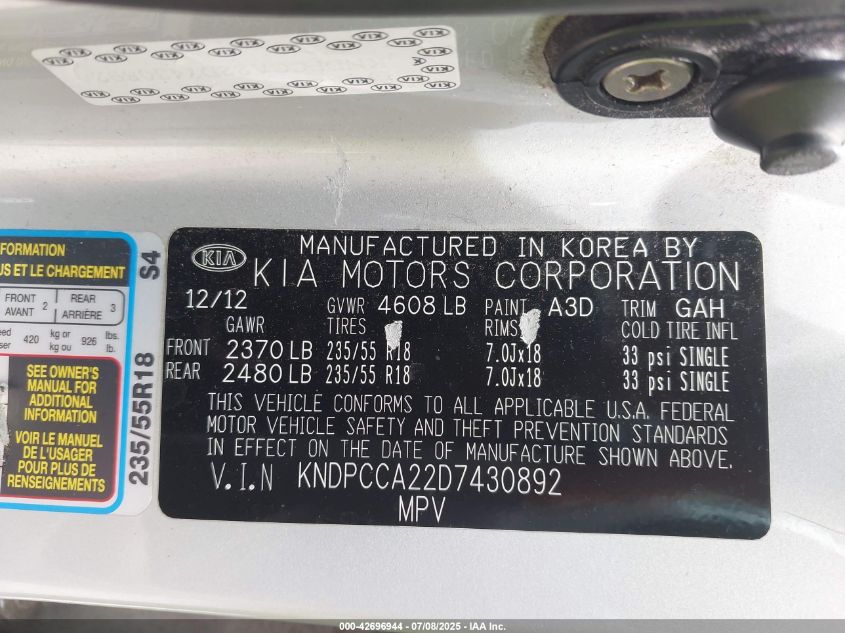 KIA
MANUFACTURED IN KOREA BY
KIA MOTORS CORPORATION
12/12 GVWR 4608 LB PAINT A3D TRIM GAH
GAWR TIRES RIMS COLD TIRE INFL
FRONT 2370 LB 235/55 R18 7.0Jx18 33 psi SINGLE
REAR 2480 LB 235/55 R18 7.0Jx18 33 psi SINGLE
THIS VEHICLE CONFORMS TO ALL APPLICABLE U.S.A. FEDERAL
MOTOR VEHICLE SAFETY AND THEFT PREVENTION STANDARDS
IN EFFECT ON THE DATE OF MANUFACTURE SHOWN ABOVE.
V.I.N KNDPCCA22D7430892
MPV
FORMATION
US ET LE CHARGEMENT
FRONT 2 REAR 3
AVANT ARRIÈRE
420 kg or 926 lbs.
kg ou lb.
SEE OWNER'S
MANUAL FOR
ADDITIONAL
INFORMATION
VOIR LE MANUEL
DE L'USAGER
POUR PLUS DE
RENSEIGNEMENTS
235/55R18 S4
000-42696944 - 07/08/2025 - IAA Inc.